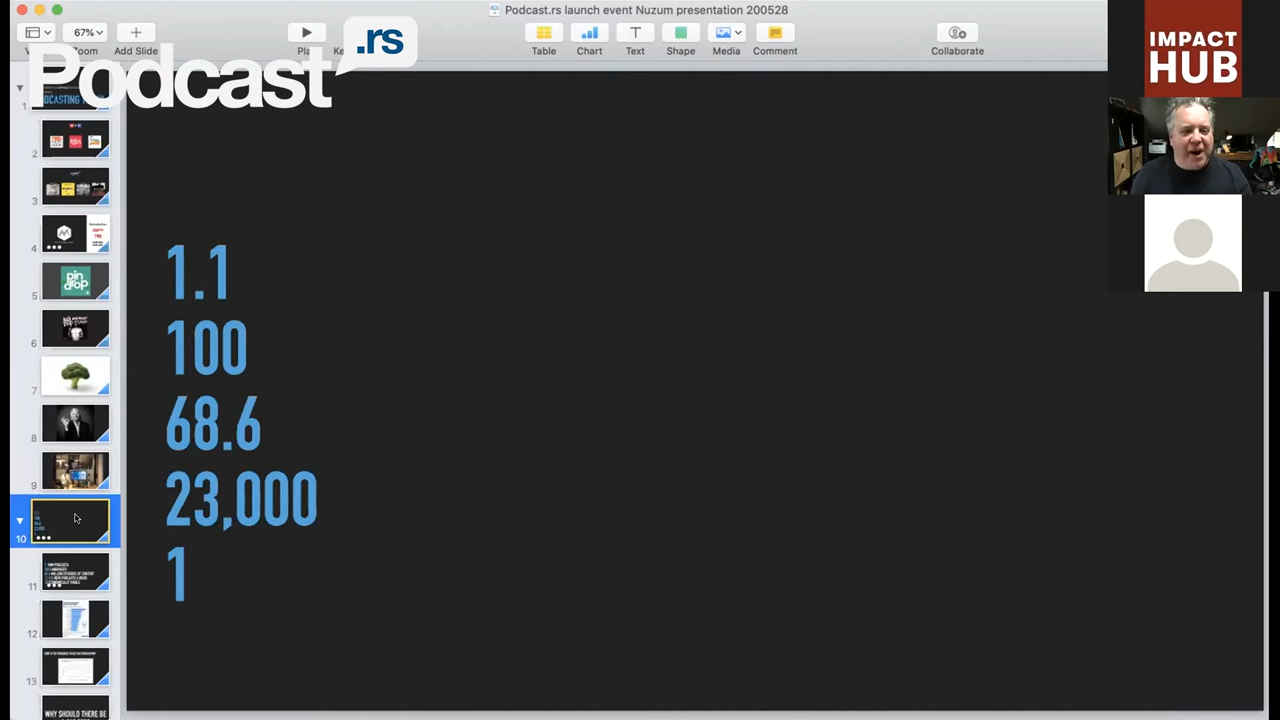 Podcast.rs launch event Nuzum presentation 200528
67%
Zoom
Add Slide
Table
Chart
Text
Shape
Media
Comment
Collaborate
Podcast
.rs
IMPACT
HUB
1
2
3
4
5
pin
drop
6
7
8
9
10
11
12
13
WHY SHOULD THERE BE
1.1
100
68.6
23,000
1